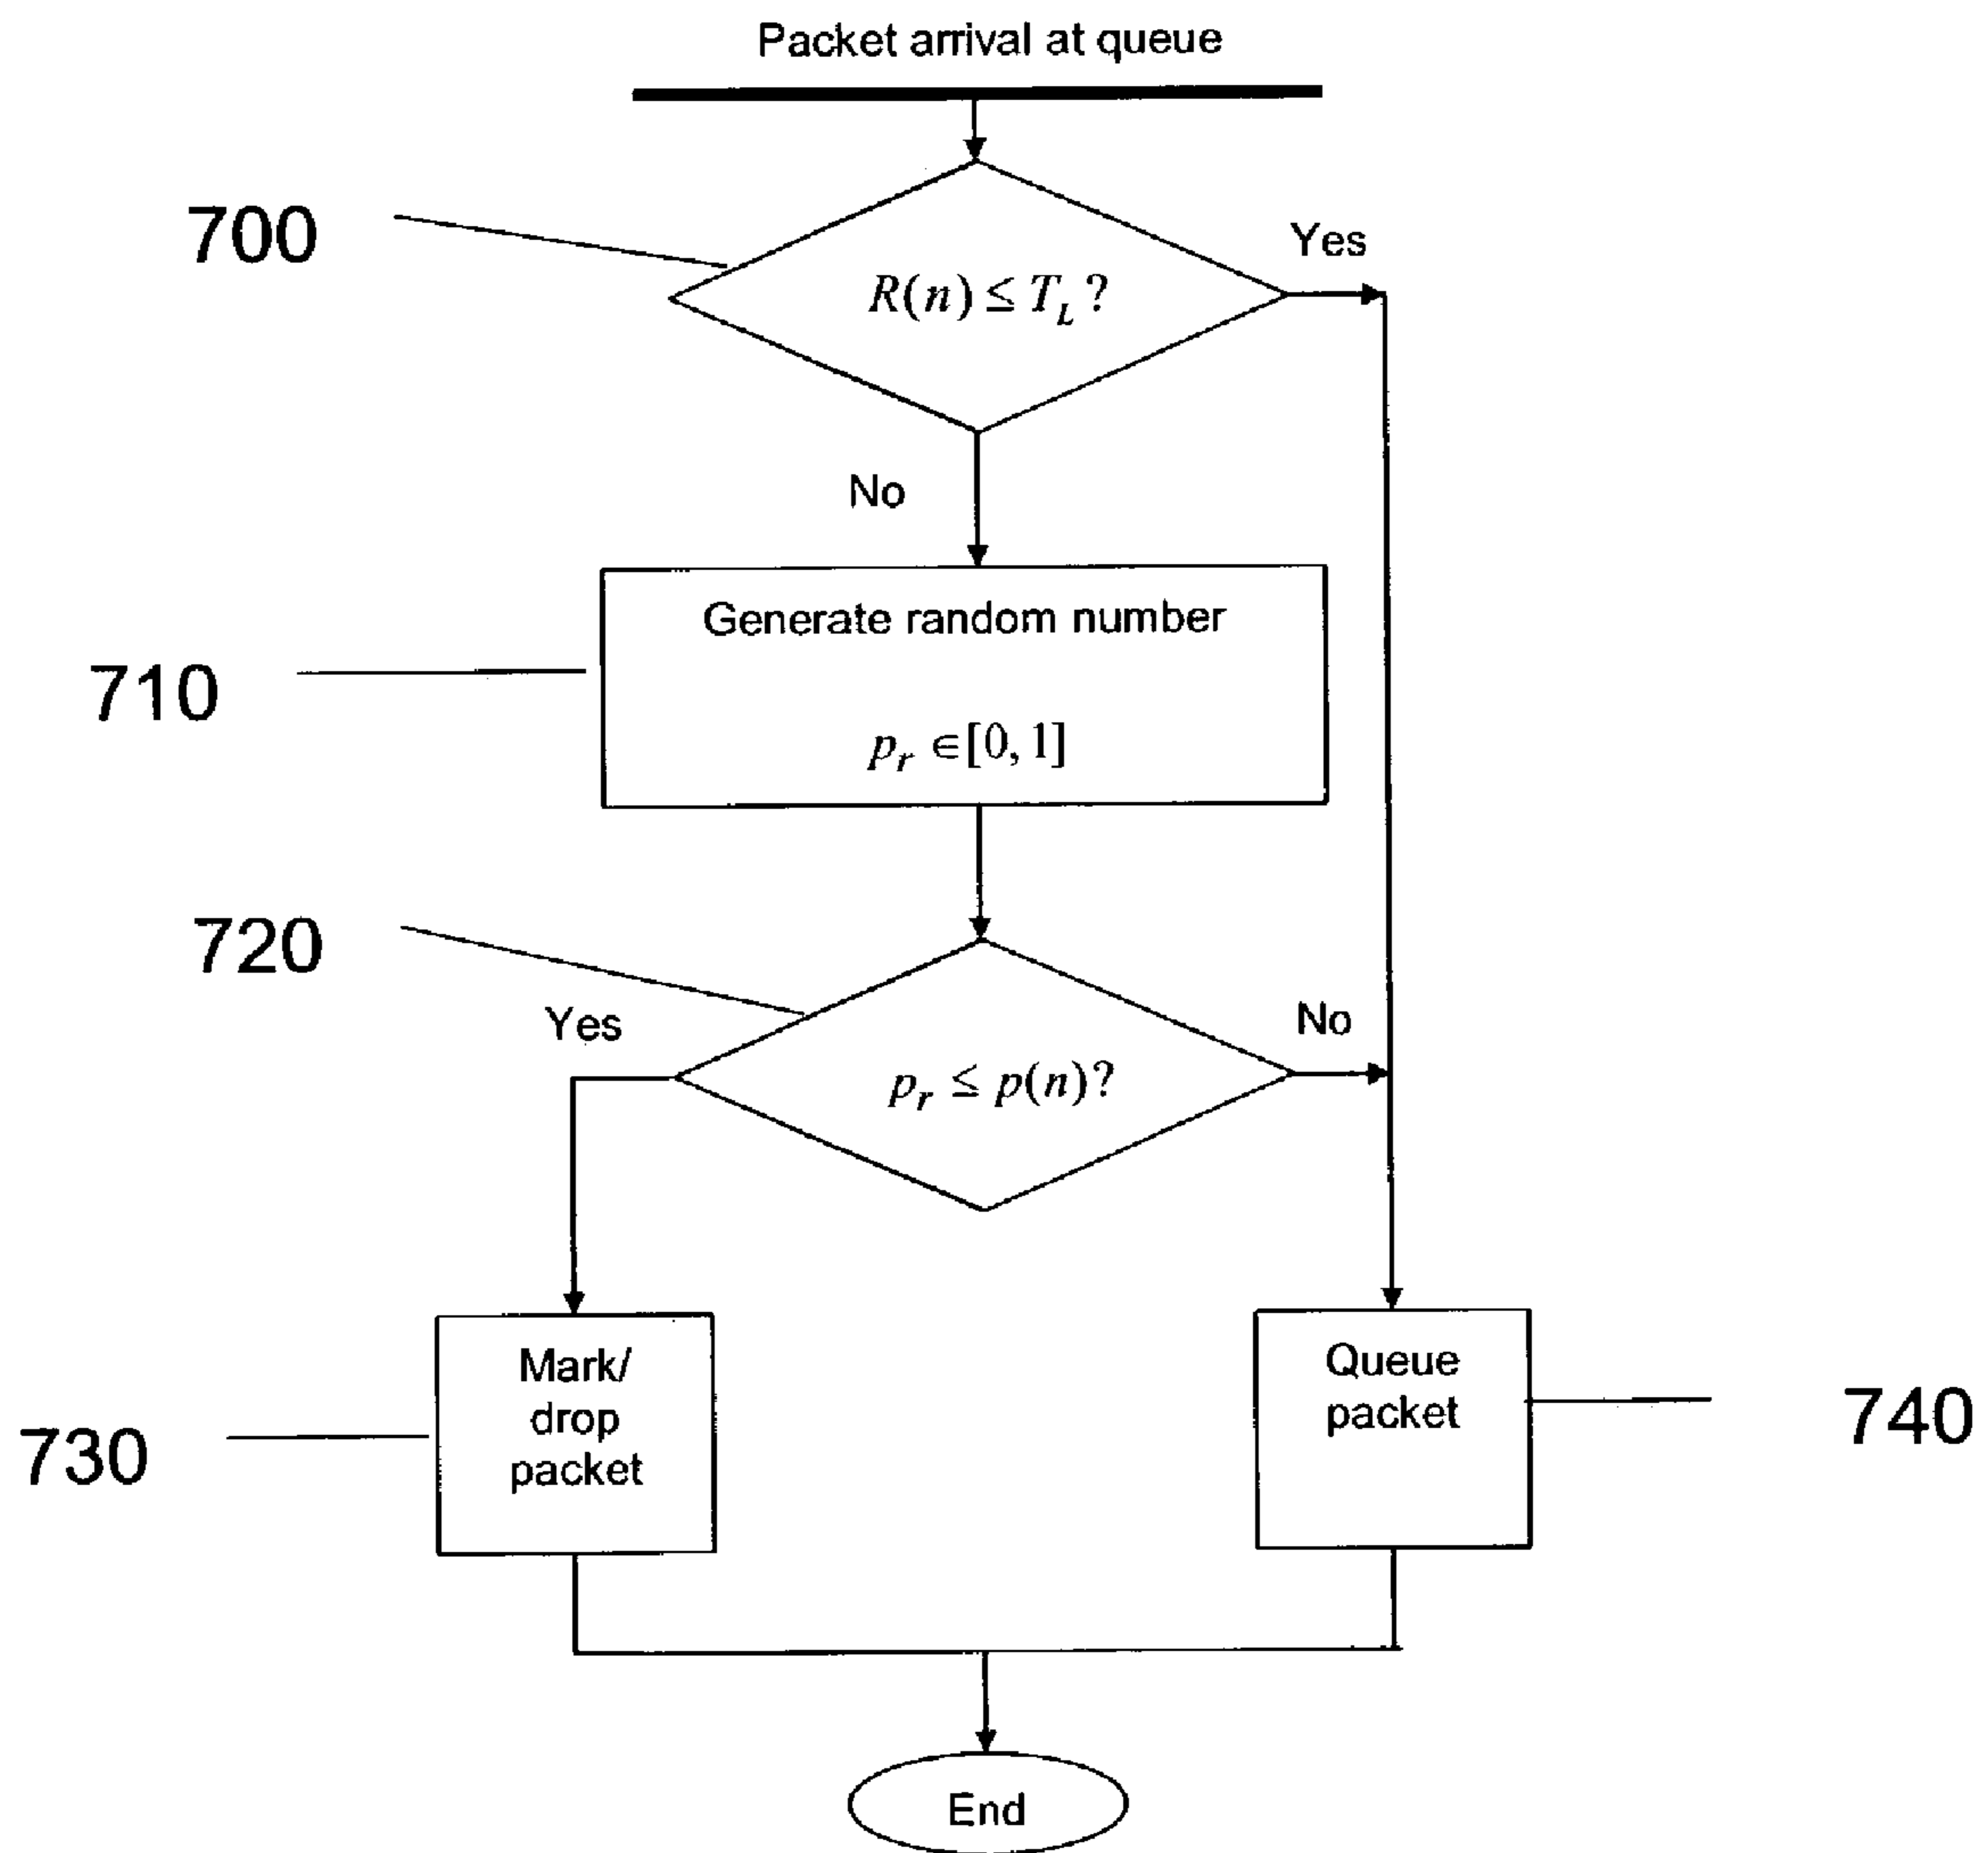 Packet arrival at queue
700
Yes
R(n) ≤ T_L ?
No
Generate random number
710
p_r ∈[0, 1]
720
Yes
No
p_r ≤ p(n)?
Mark/
drop
packet
730
Queue
packet
740
End